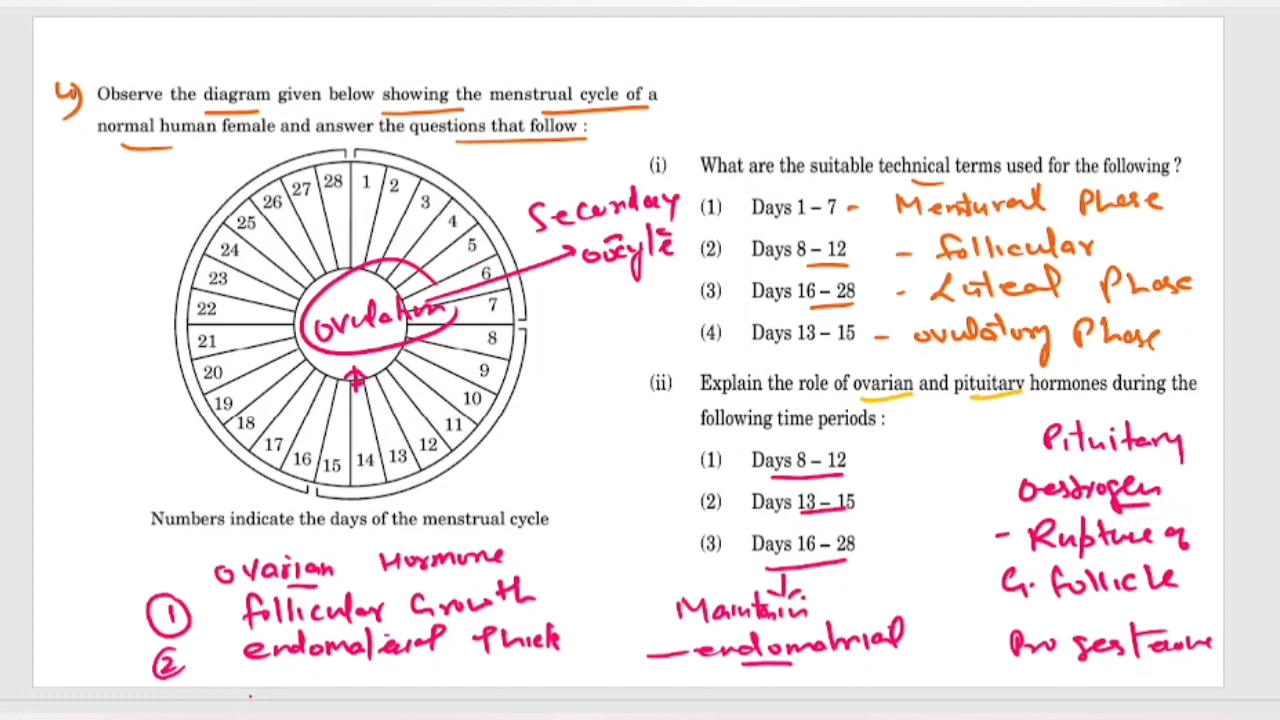 4)
Observe the diagram given below showing the menstrual cycle of a
normal human female and answer the questions that follow :
28 1 2 3 4 5 6 7 8 9 10 11 12 13 14 15 16 17 18 19 20 21 22 23 24 25 26 27
ovulation
Secondary
oocyte
Numbers indicate the days of the menstrual cycle
(i) What are the suitable technical terms used for the following ?
(1) Days 1 – 7 - Mentural Phase
(2) Days 8 – 12 - follicular
(3) Days 16 – 28 - Luteal Phase
(4) Days 13 – 15 - ovulatory Phase
(ii) Explain the role of ovarian and pituitary hormones during the
following time periods :
(1) Days 8 – 12
(2) Days 13 – 15
(3) Days 16 – 28
Pituitary
Oestrogen
- Rupture of
G. follicle
Ovarian Hormone
① follicular Growth
② endomaterial thick
Maintain
endomatrial